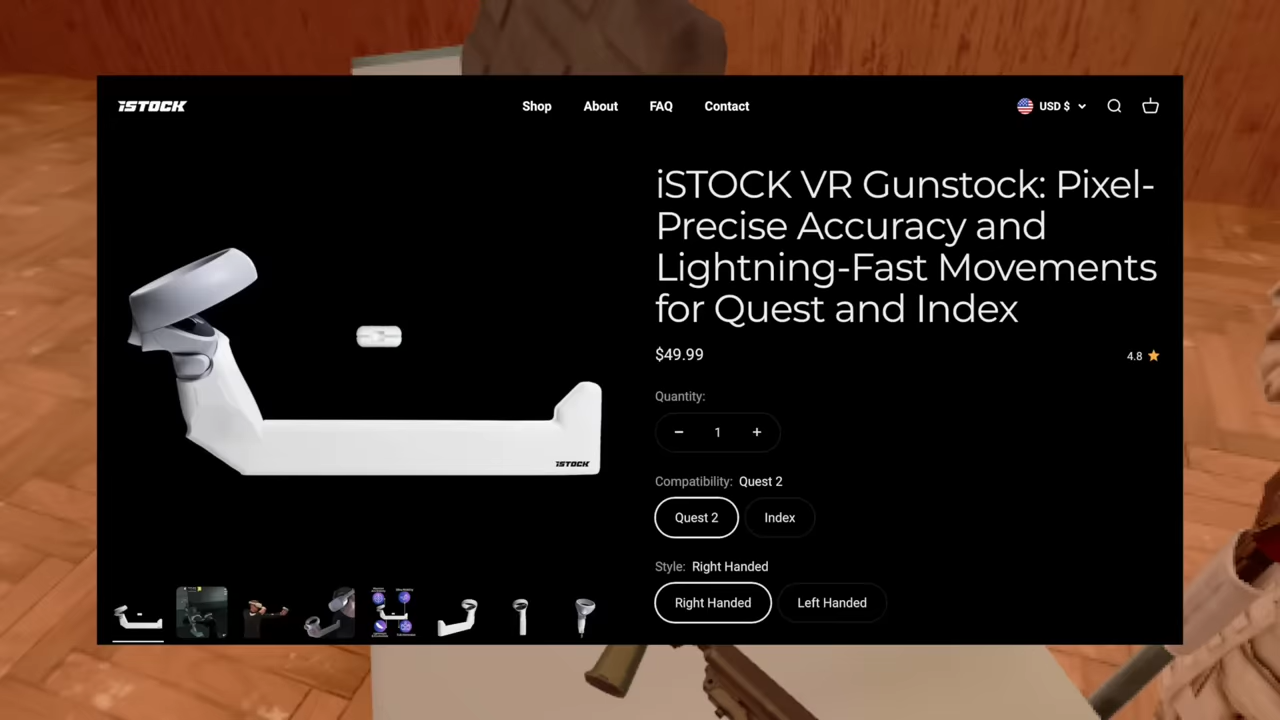 iSTOCK
Shop
About
FAQ
Contact
USD $
iSTOCK VR Gunstock: Pixel-
Precise Accuracy and
Lightning-Fast Movements
for Quest and Index
$49.99
4.8
Quantity:
− 1 +
Compatibility: Quest 2
Quest 2
Index
Style: Right Handed
Right Handed
Left Handed
iSTOCK